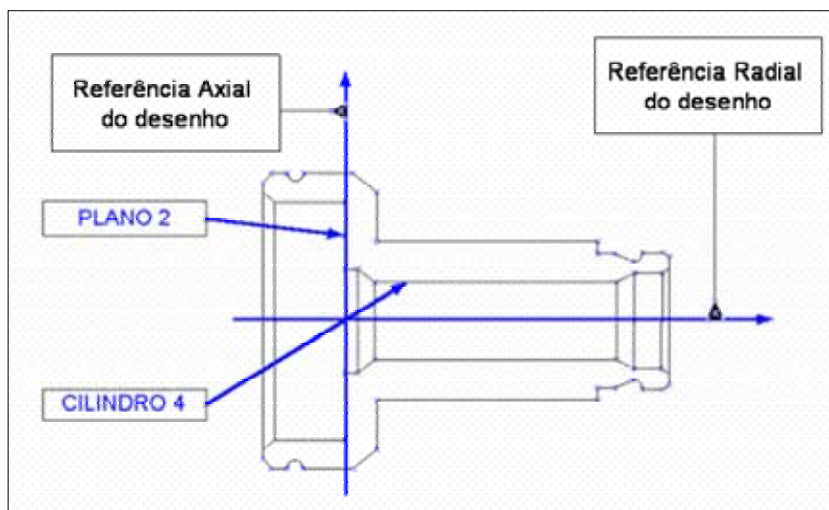 Referência Axial
do desenho
Referência Radial
do desenho
PLANO 2
CILINDRO 4